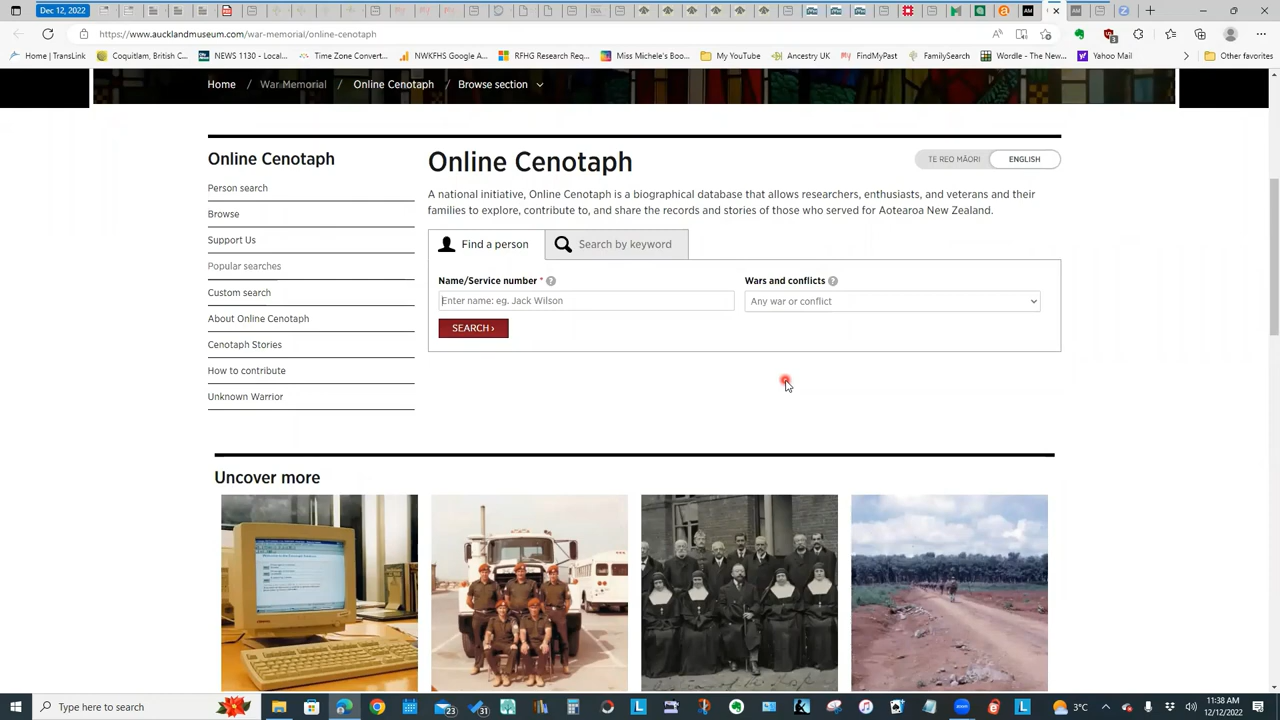 Dec 12, 2022
https://www.aucklandmuseum.com/war-memorial/online-cenotaph
Home | TransLink
Coquitlam, British C...
NEWS 1130 - Local...
Time Zone Convert...
NWKFHS Google A...
RFHG Research Req...
Miss Michele's Boo...
My YouTube
Ancestry UK
FindMyPast
FamilySearch
Wordle - The New...
Yahoo Mail
Other favorites
Home / War Memorial / Online Cenotaph / Browse section
Online Cenotaph
Person search
Browse
Support Us
Popular searches
Custom search
About Online Cenotaph
Cenotaph Stories
How to contribute
Unknown Warrior
Online Cenotaph
TE REO MĀORI
ENGLISH
A national initiative, Online Cenotaph is a biographical database that allows researchers, enthusiasts, and veterans and their
families to explore, contribute to, and share the records and stories of those who served for Aotearoa New Zealand.
Find a person
Search by keyword
Name/Service number * ?
Wars and conflicts ?
Enter name: eg. Jack Wilson
Any war or conflict
SEARCH ›
Uncover more
Type here to search
23
31
3°C
11:38 AM
12/12/2022